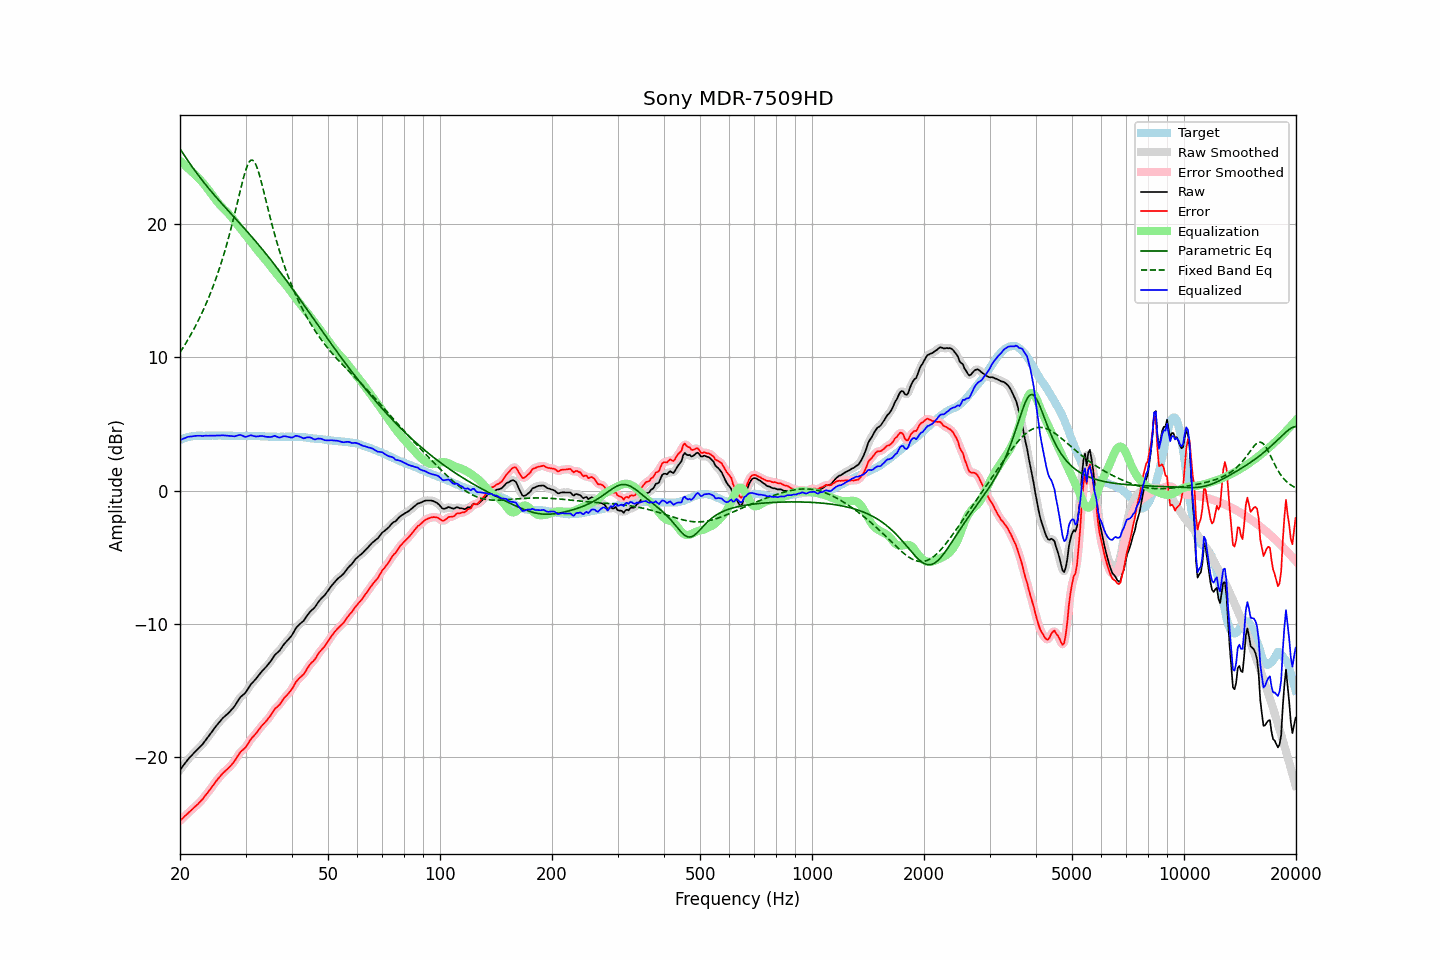 Sony MDR-7509HD
Target
Raw Smoothed
Error Smoothed
Raw
Error
Equalization
Parametric Eq
Fixed Band Eq
Equalized
Amplitude (dBr)
20
10
0
−10
−20
20 50 100 200 500 1000 2000 5000 10000 20000
Frequency (Hz)